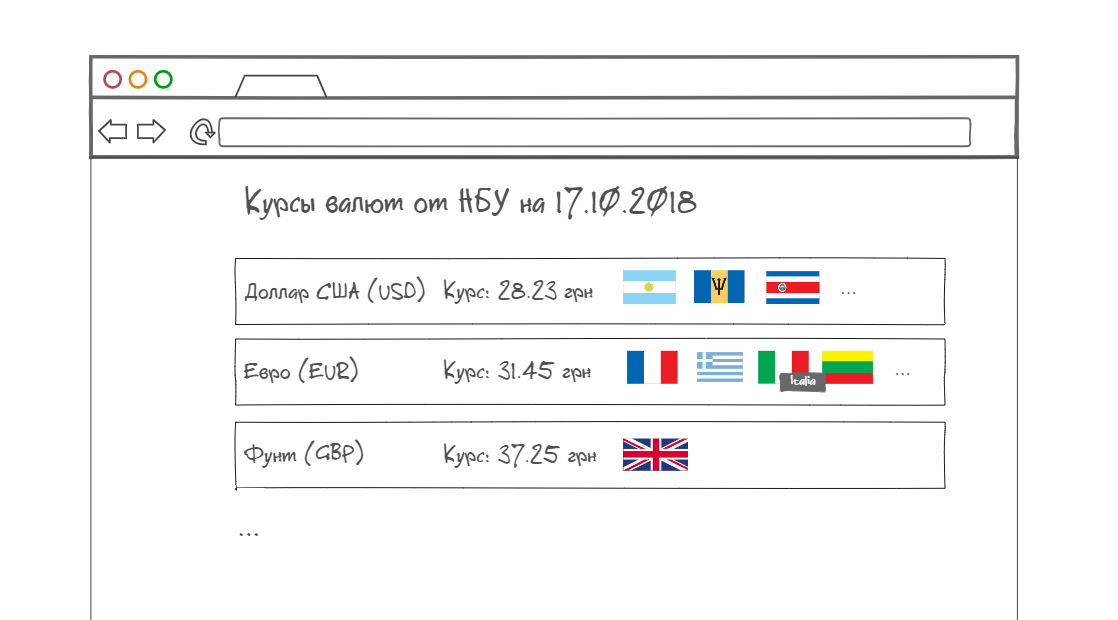 Курсы валют от НБУ на 17.10.2018
Доллар США (USD) Курс: 28.23 грн ...
Евро (EUR) Курс: 31.45 грн ...
Italia
Фунт (GBP) Курс: 37.25 грн
...